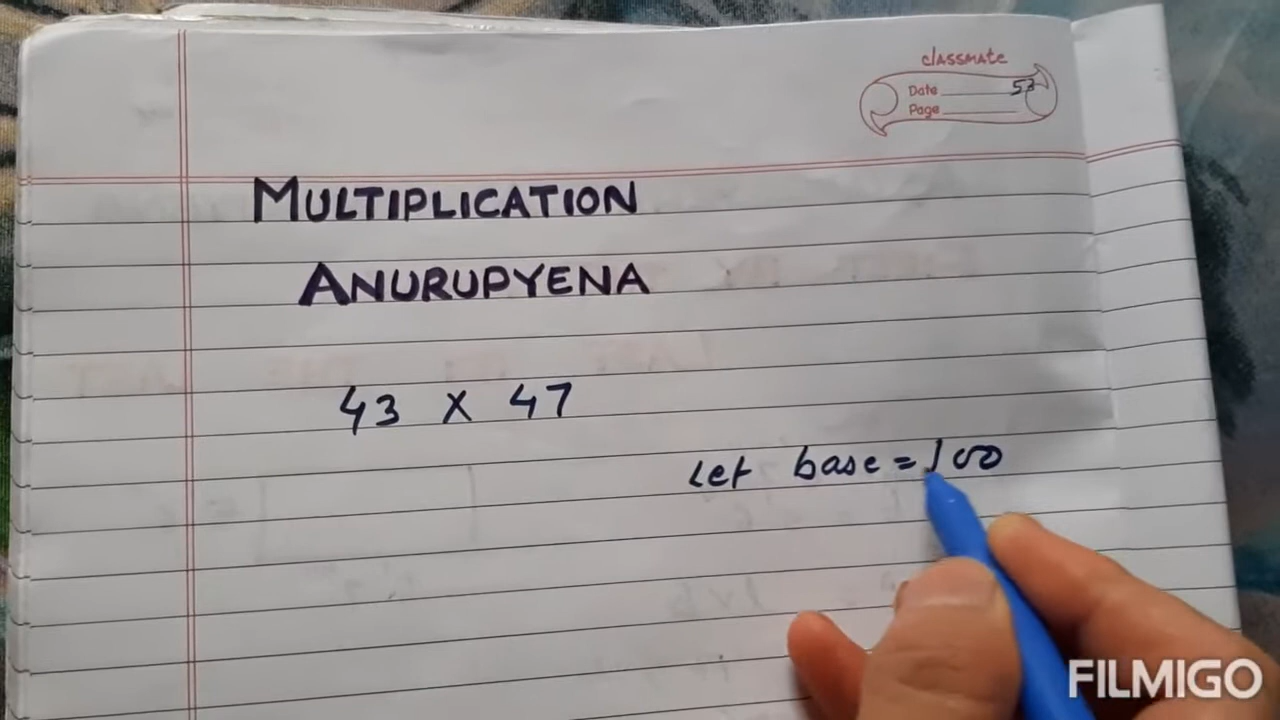 classmate
Date 53
Page
MULTIPLICATION
ANURUPYENA
43 x 47
Let base = 100
FILMIGO